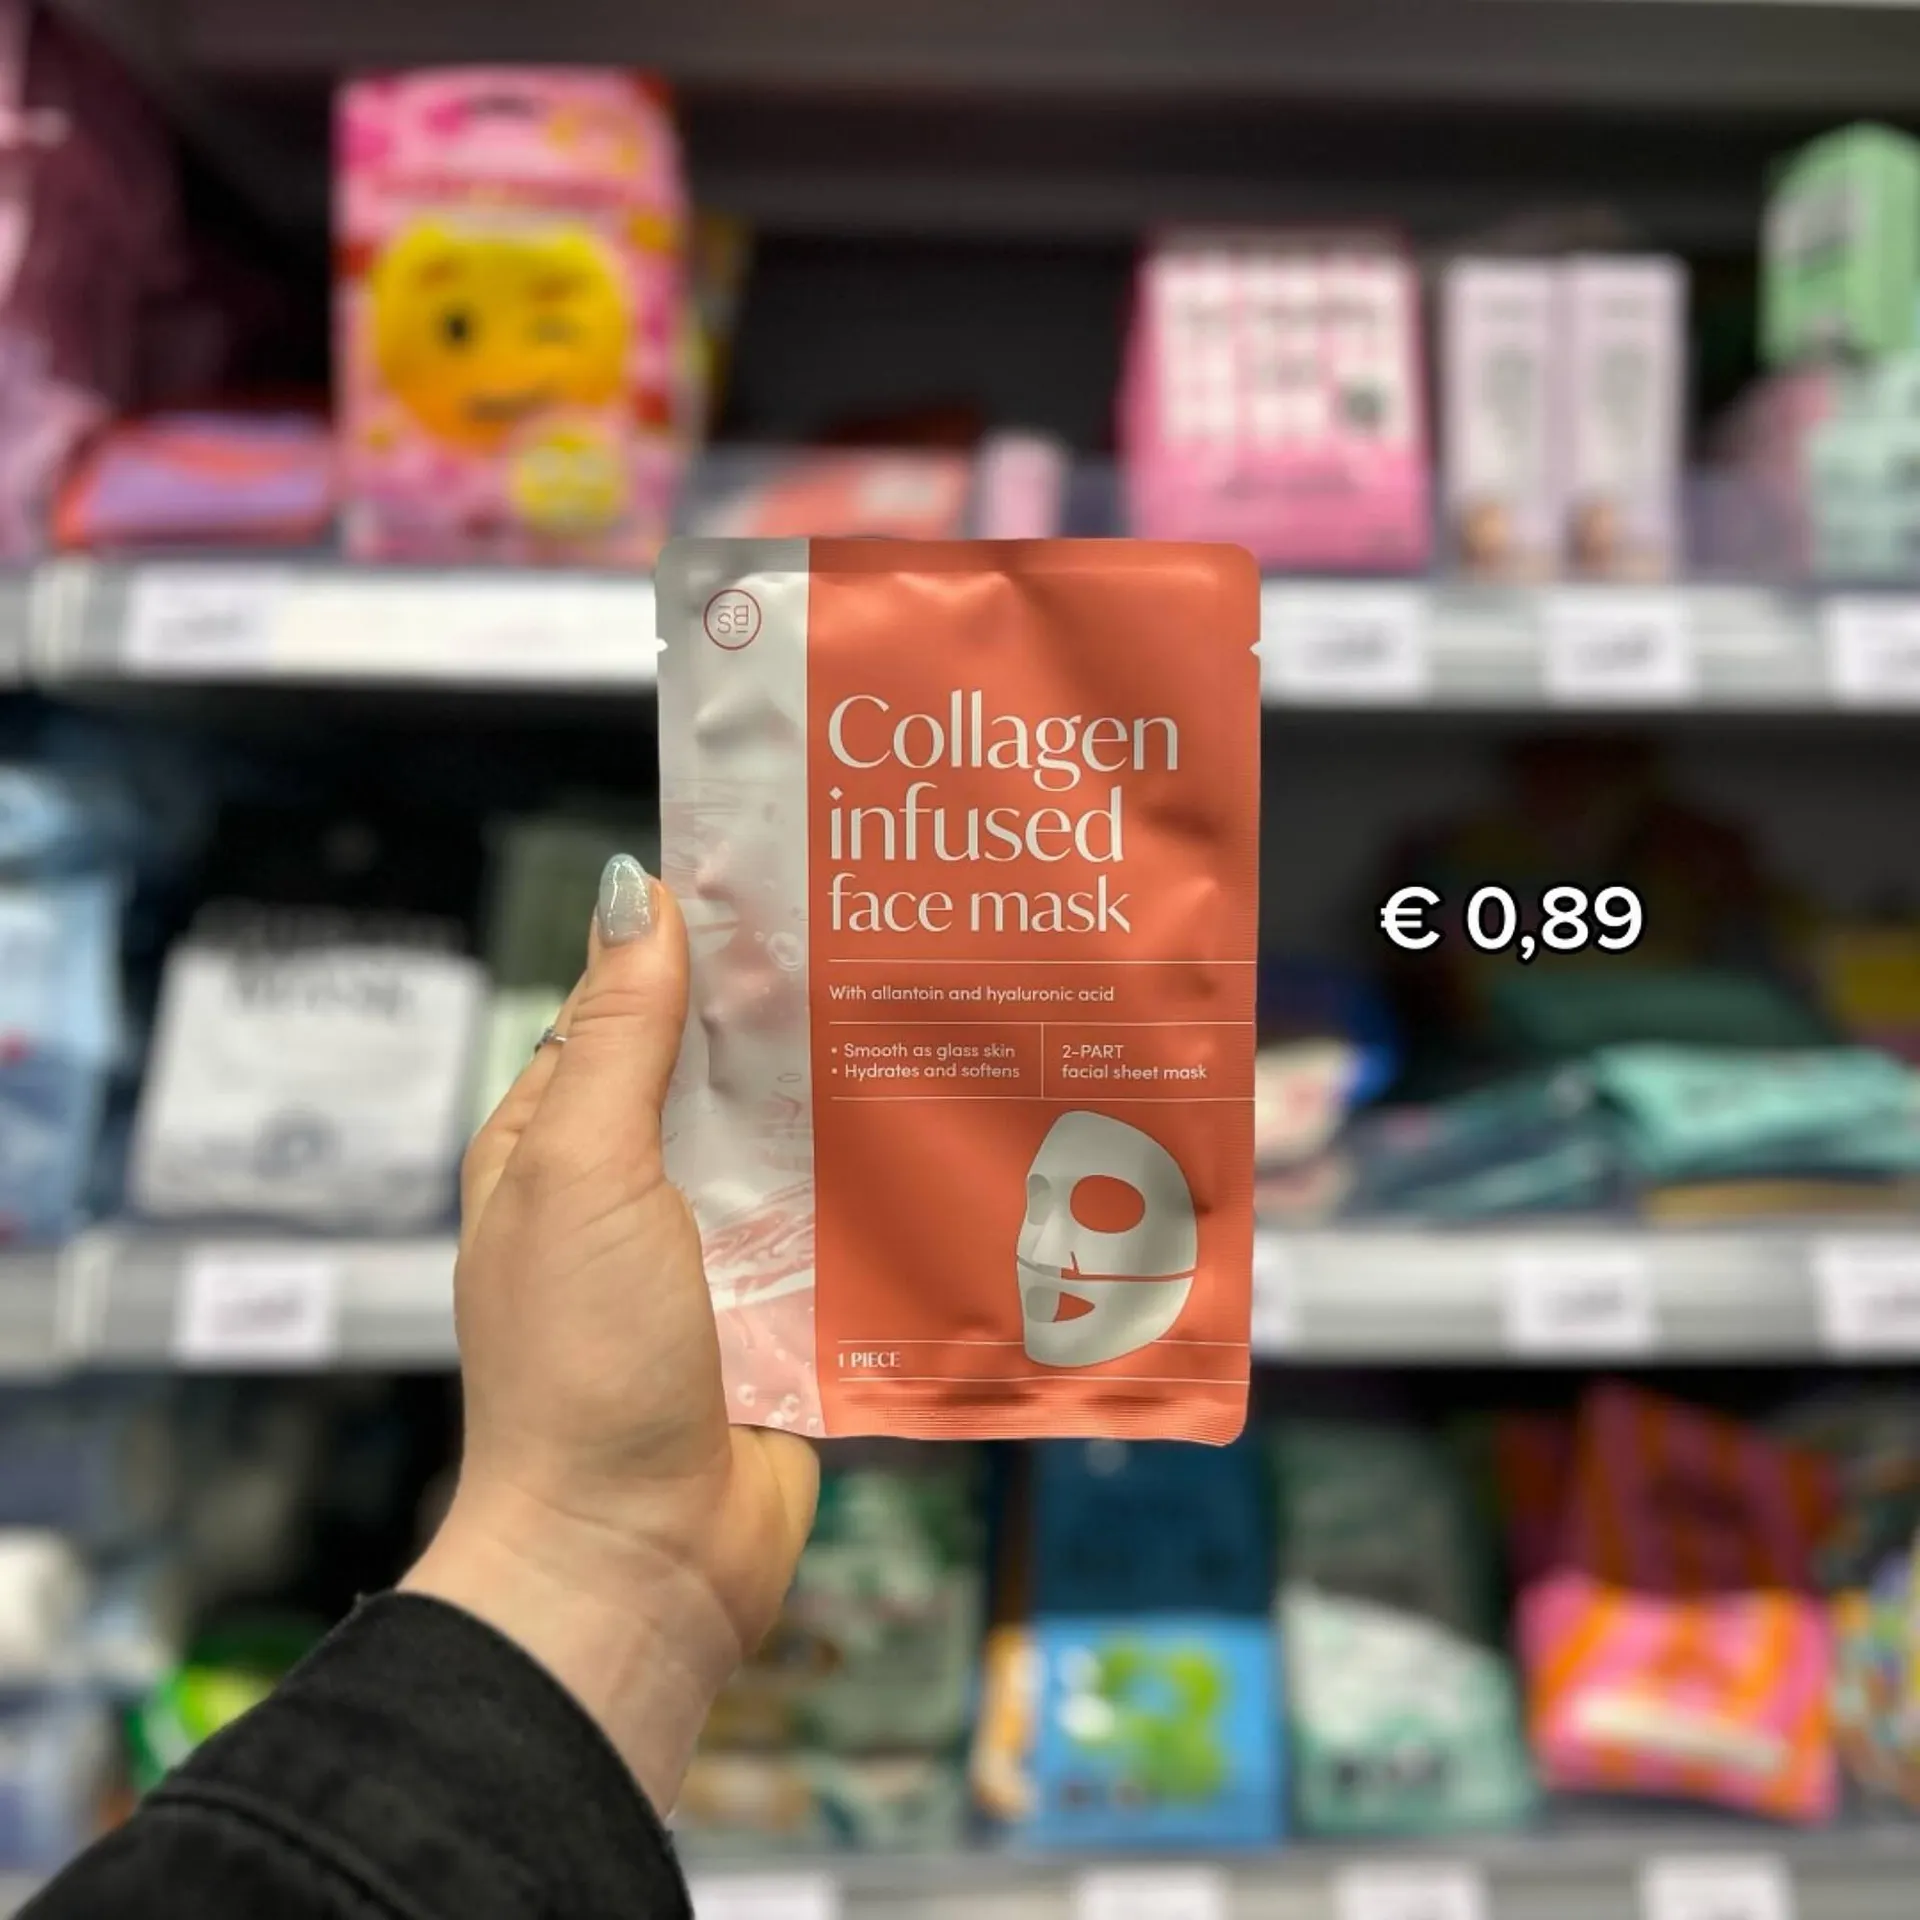 Collagen
infused
face mask
With allantoin and hyaluronic acid
• Smooth as glass skin
• Hydrates and softens
2-PART
facial sheet mask
1 PIECE
€ 0,89